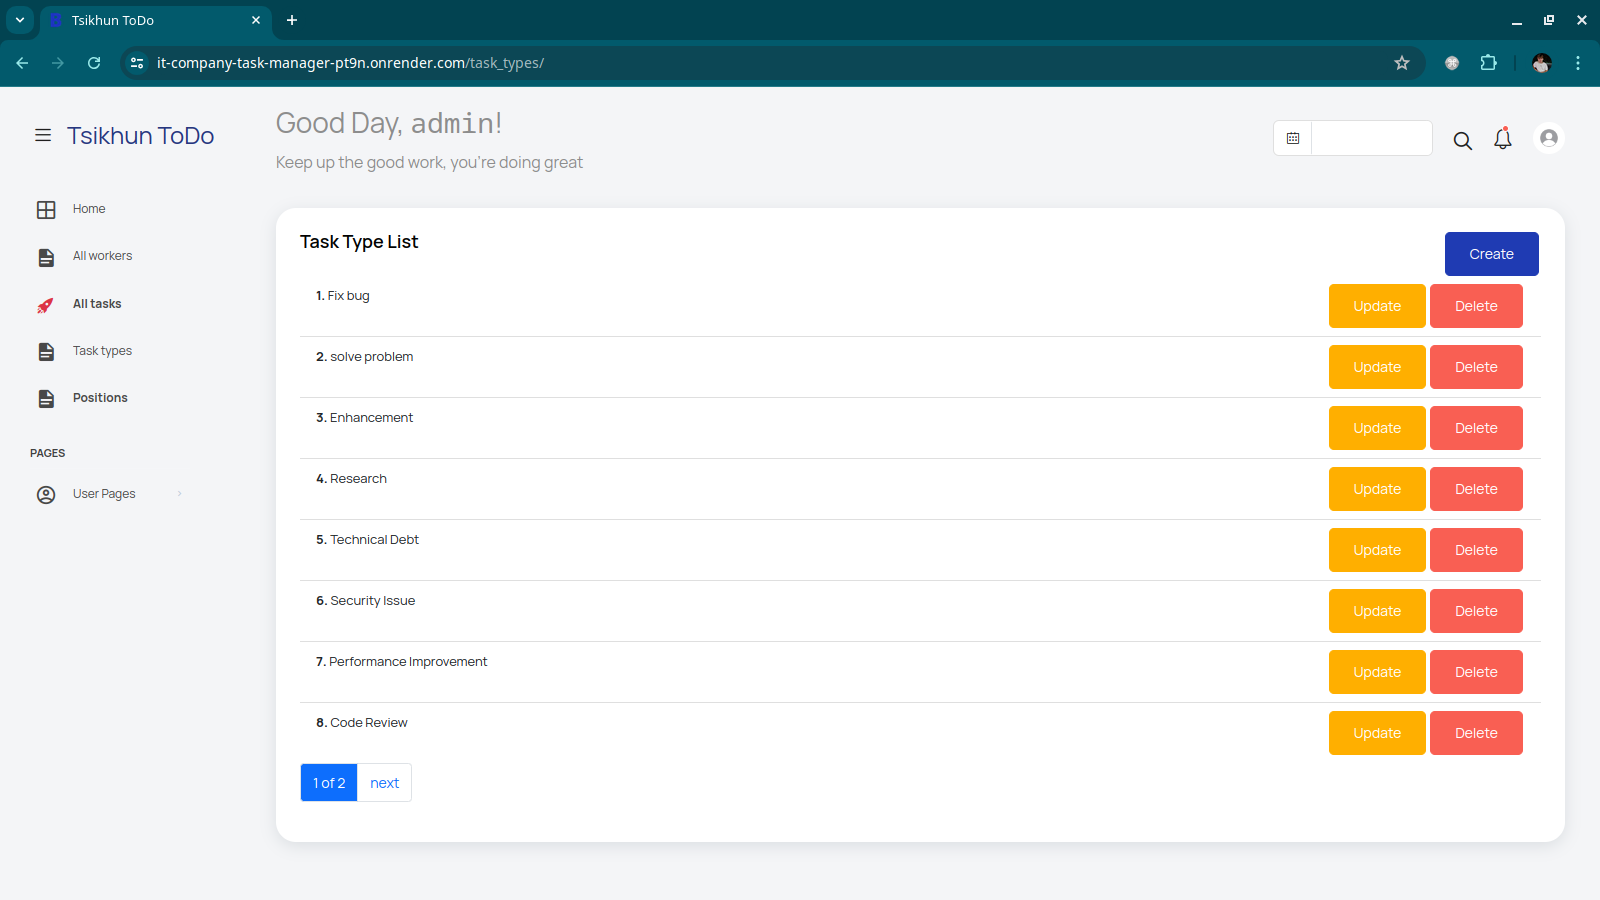 Tsikhun ToDo
it-company-task-manager-pt9n.onrender.com/task_types/
Tsikhun ToDo
Good Day, admin!
Keep up the good work, you're doing great
Home
All workers
All tasks
Task types
Positions
PAGES
User Pages
Task Type List
Create
1. Fix bug
Update Delete
2. solve problem
Update Delete
3. Enhancement
Update Delete
4. Research
Update Delete
5. Technical Debt
Update Delete
6. Security Issue
Update Delete
7. Performance Improvement
Update Delete
8. Code Review
Update Delete
1 of 2 next